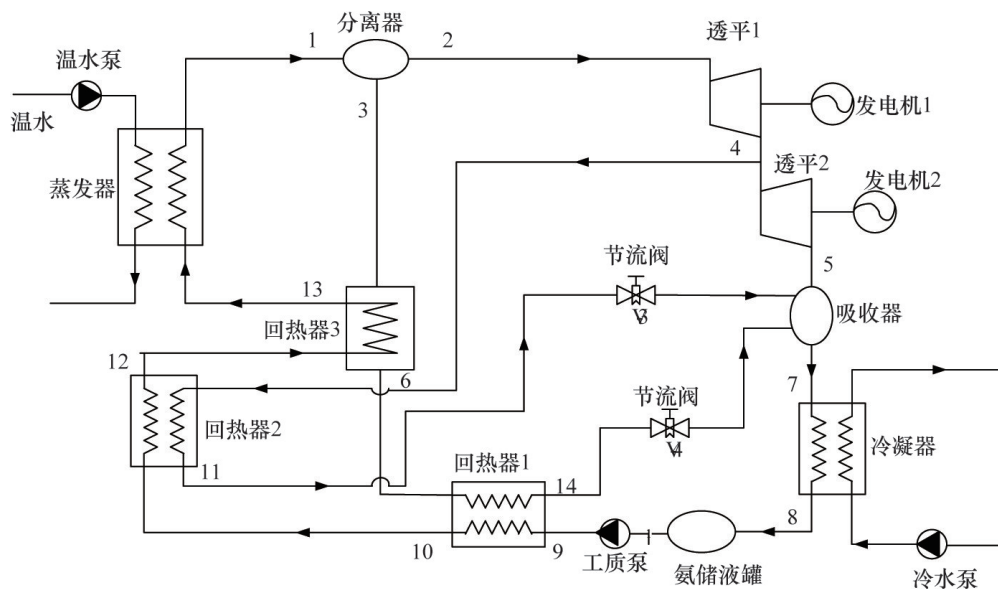 分离器
1
2
透平1
温水泵
3
发电机1
温水
4
透平2
蒸发器
发电机2
节流阀
5
13
V3
吸收器
回热器3
12
6
7
节流阀
回热器2
V4
冷凝器
11
回热器1
14
8
10
9
工质泵
氨储液罐
冷水泵